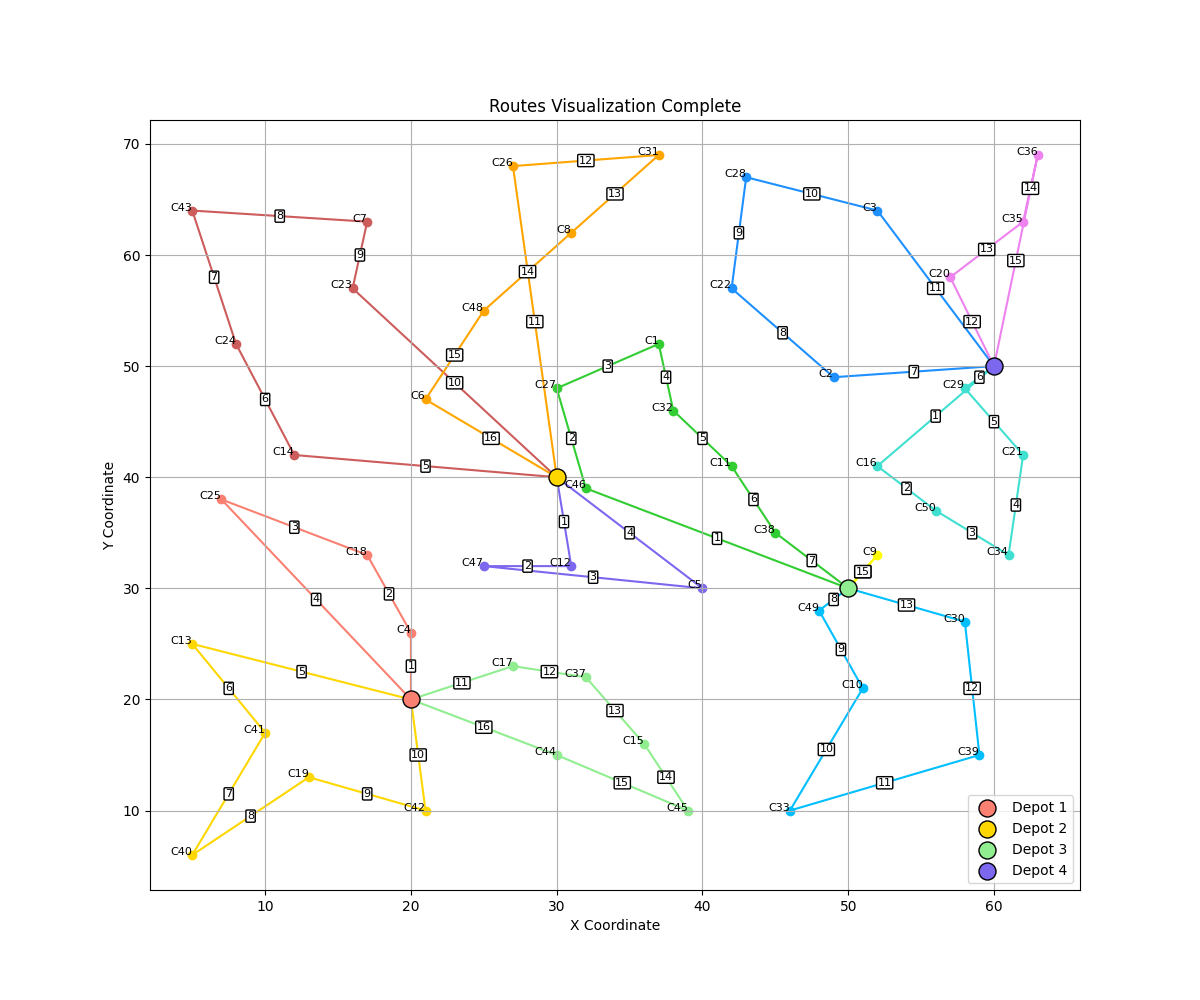 Routes Visualization Complete
70
C36
C31
12
C26
14
C28
13
10
C43
8
C7
C3
C35
C8
9
13
9
15
7
14
C20
C23
C22
11
C48
11
12
C24
C1
8
15
3
C2
7
6
10
4
C27
C29
5
6
C6
C32
1
16
2
5
C14
C11
C21
5
C16
60
50
40
30
20
10
Y Coordinate
C46
2
C25
6
C50
4
1
3
1
4
C38
3
C18
7
C9
C34
C47
2
C12
15
3
C5
2
4
8
13
C49
C30
C4
C13
9
1
C17
12
C37
5
11
C10
6
12
13
16
C41
C15
10
10
C44
C39
C19
14
15
11
7
9
8
C42
C45
C33
C40
Depot 1
Depot 2
Depot 3
Depot 4
10
20
30
40
50
60
X Coordinate